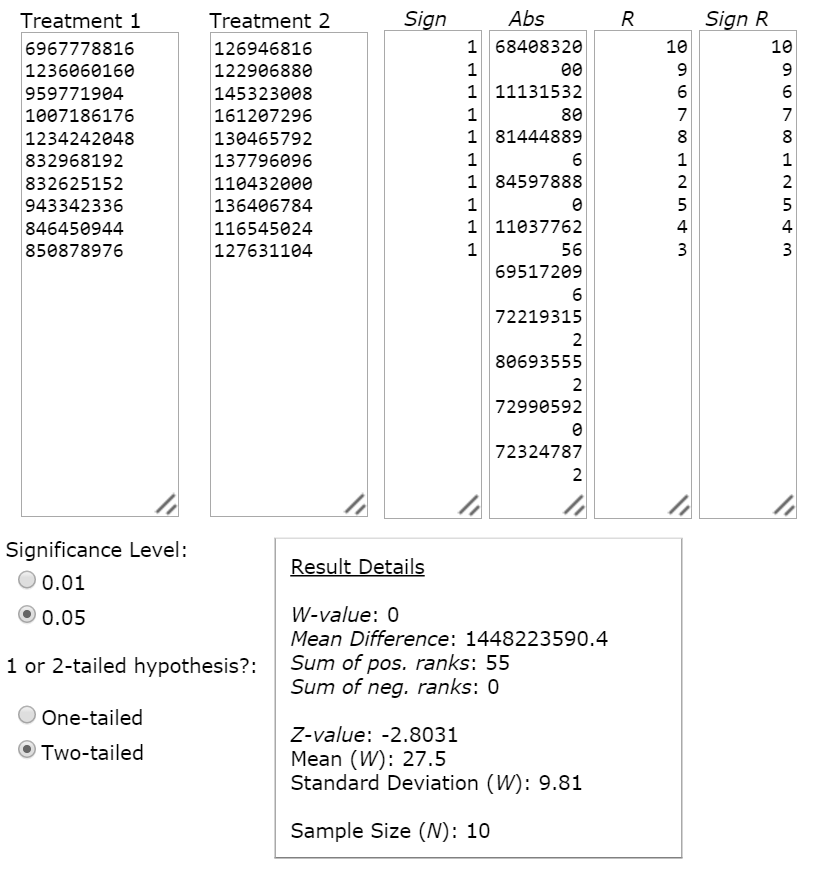 Treatment 1 Treatment 2 Sign Abs R Sign R
6967778816 126946816 1 68408320 10 10
1236060160 122906880 1 00 9 9
959771904 145323008 1 11131532 6 6
1007186176 161207296 1 80 7 7
1234242048 130465792 1 81444889 8 8
832968192 137796096 1 6 1 1
832625152 110432000 1 84597888 2 2
943342336 136406784 1 0 5 5
846450944 116545024 1 11037762 4 4
850878976 127631104 1 56 3 3
69517209
6
72219315
2
80693555
2
72990592
0
72324787
2
Significance Level:
0.01
0.05
1 or 2-tailed hypothesis?:
One-tailed
Two-tailed
Result Details
W-value: 0
Mean Difference: 1448223590.4
Sum of pos. ranks: 55
Sum of neg. ranks: 0
Z-value: -2.8031
Mean (W): 27.5
Standard Deviation (W): 9.81
Sample Size (N): 10